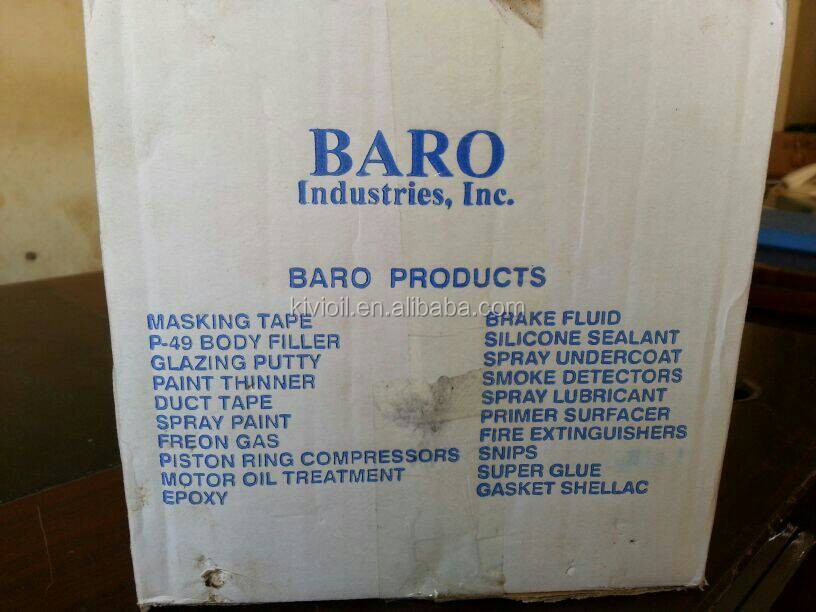 BARO
Industries, Inc.
BARO PRODUCTS
kivioil.en.alibaba.com
MASKING TAPE
P-49 BODY FILLER
GLAZING PUTTY
PAINT THINNER
DUCT TAPE
SPRAY PAINT
FREON GAS
PISTON RING COMPRESSORS
MOTOR OIL TREATMENT
EPOXY
BRAKE FLUID
SILICONE SEALANT
SPRAY UNDERCOAT
SMOKE DETECTORS
SPRAY LUBRICANT
PRIMER SURFACER
FIRE EXTINGUISHERS
SNIPS
SUPER GLUE
GASKET SHELLAC